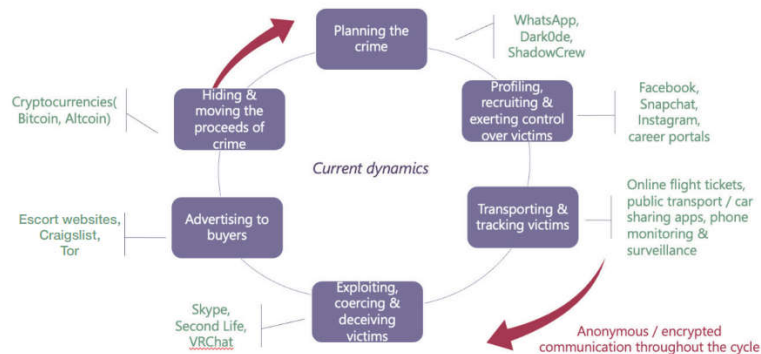 Planning the
crime
WhatsApp,
Dark0de,
ShadowCrew
Profiling,
recruiting &
exerting control
over victims
Facebook,
Snapchat,
Instagram,
career portals
Transporting &
tracking victims
Online flight tickets,
public transport / car
sharing apps, phone
monitoring &
surveillance
Exploiting,
coercing &
deceiving
victims
Skype,
Second Life,
VRChat
Advertising to
buyers
Escort websites,
Craigslist,
Tor
Hiding &
moving the
proceeds of
crime
Cryptocurrencies(
Bitcoin, Altcoin)
Current dynamics
Anonymous / encrypted
communication throughout the cycle